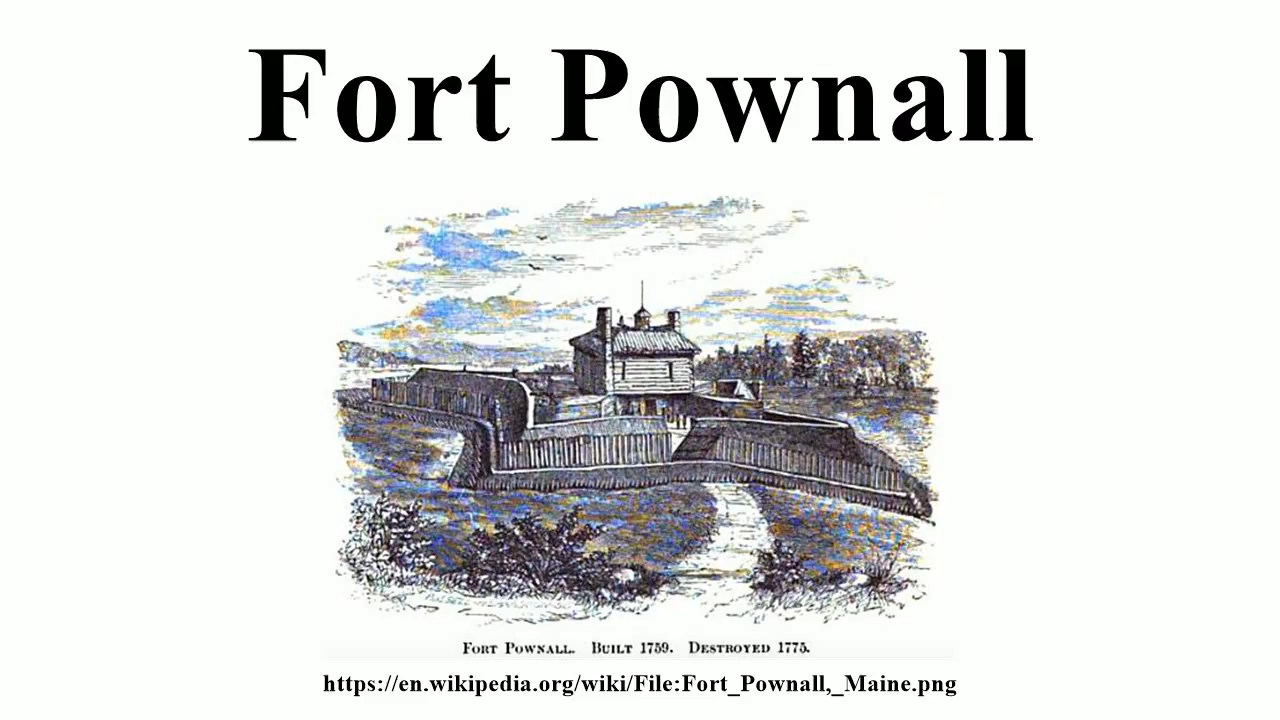 Fort Pownall
Fort Pownall. Built 1759. Destroyed 1775.
https://en.wikipedia.org/wiki/File:Fort_Pownall,_Maine.png